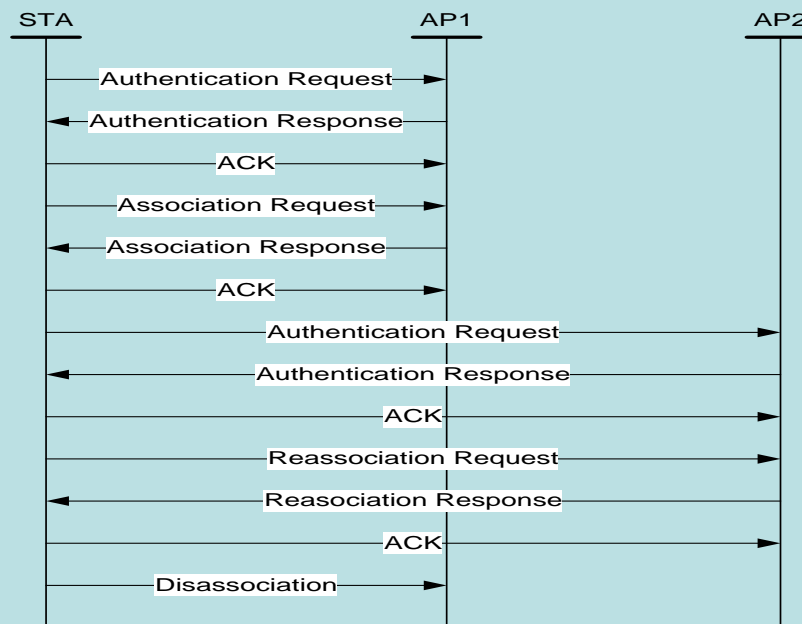 STA AP1 AP2
Authentication Request
Authentication Response
ACK
Association Request
Association Response
ACK
Authentication Request
Authentication Response
ACK
Reassociation Request
Reasociation Response
ACK
Disassociation